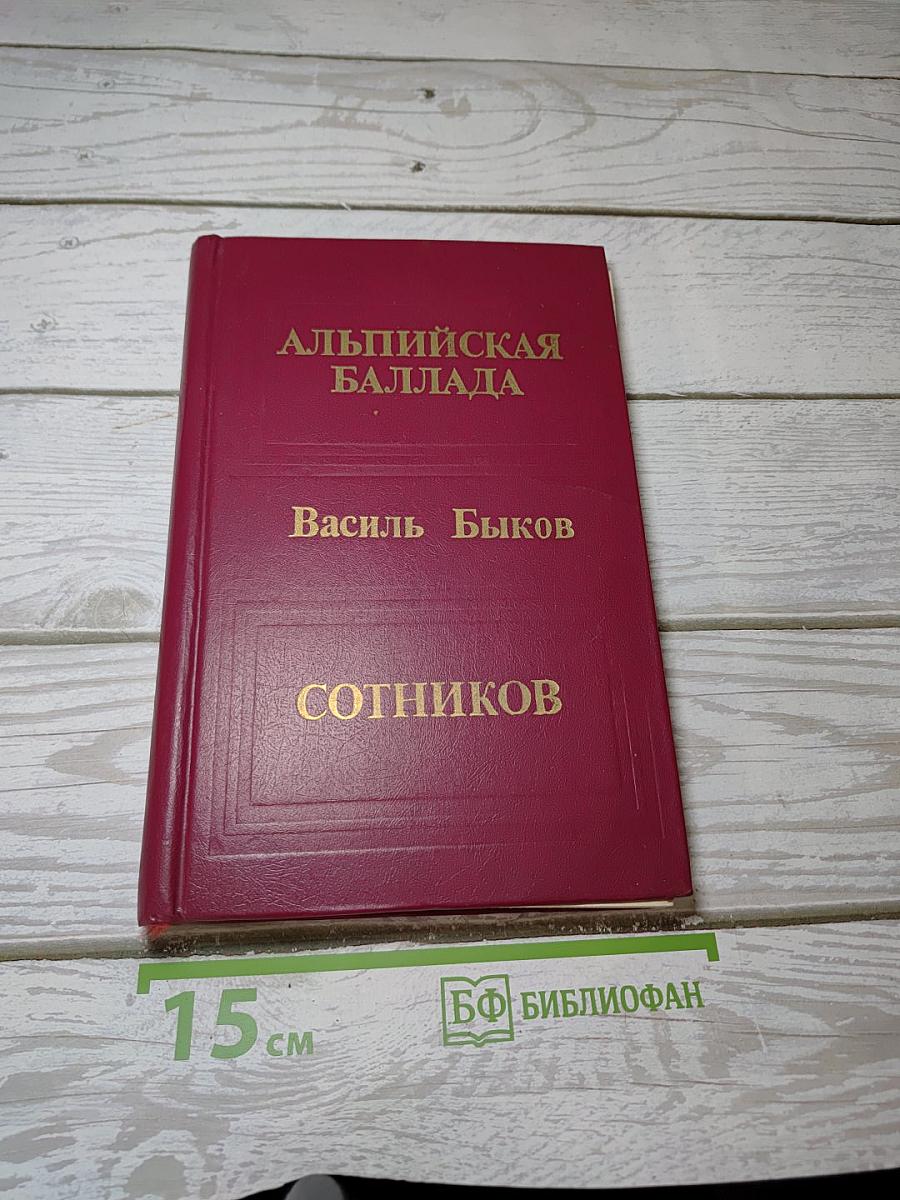 АЛЬПИЙСКАЯ
БАЛЛАДА
Василь Быков
СОТНИКОВ
15 см
БФ БИБЛИОФАН